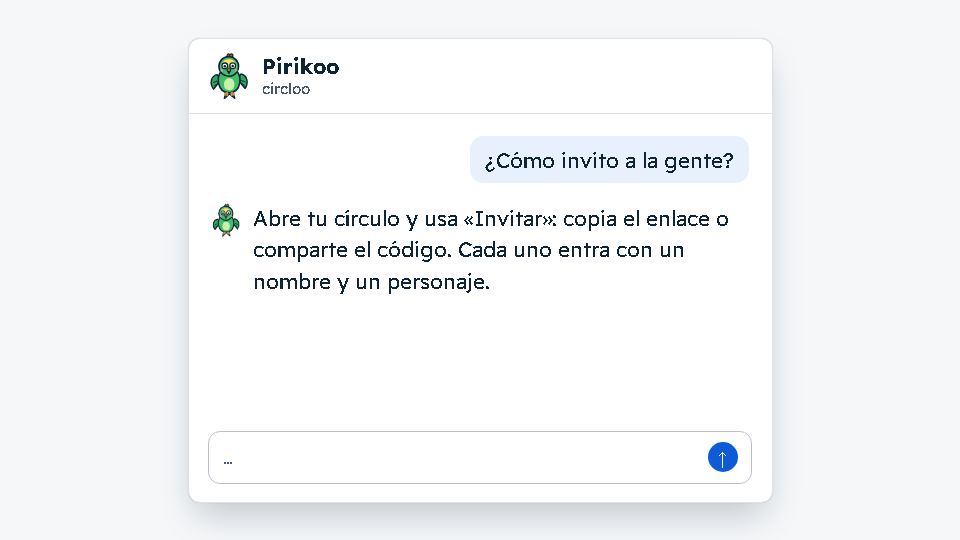 Pirikoo
círcloo
¿Cómo invito a la gente?
Abre tu círculo y usa «Invitar»: copia el enlace o
comparte el código. Cada uno entra con un
nombre y un personaje.
…
↑